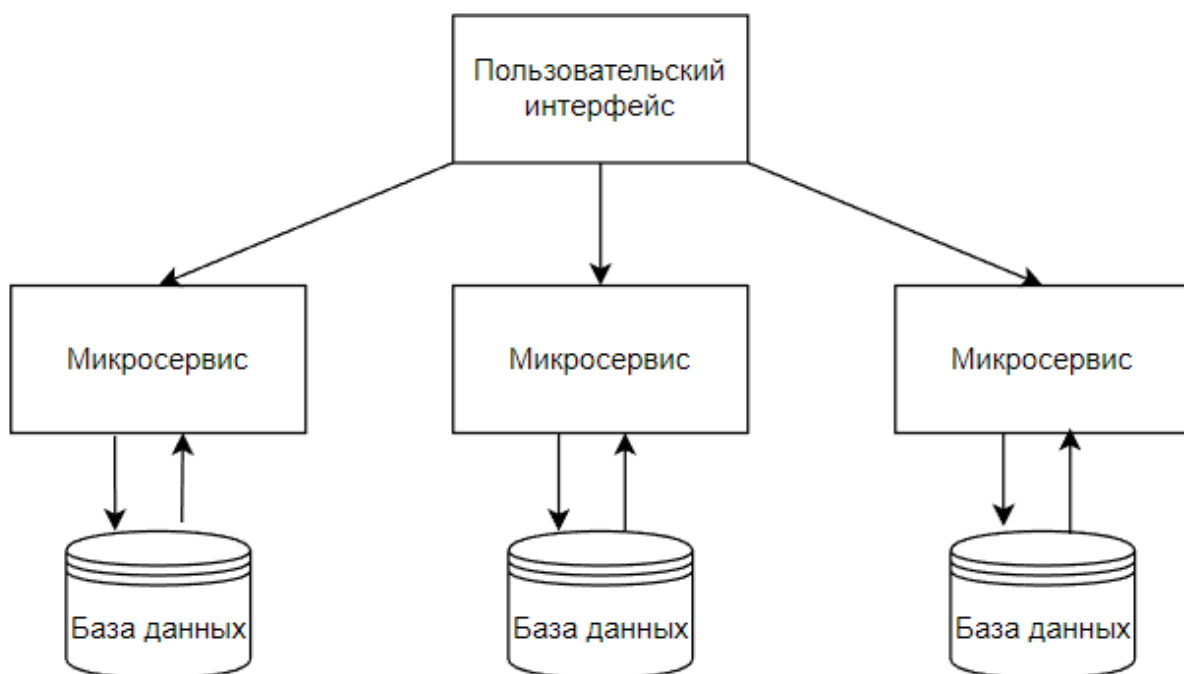 Пользовательский
интерфейс
Микросервис
Микросервис
Микросервис
База данных
База данных
База данных